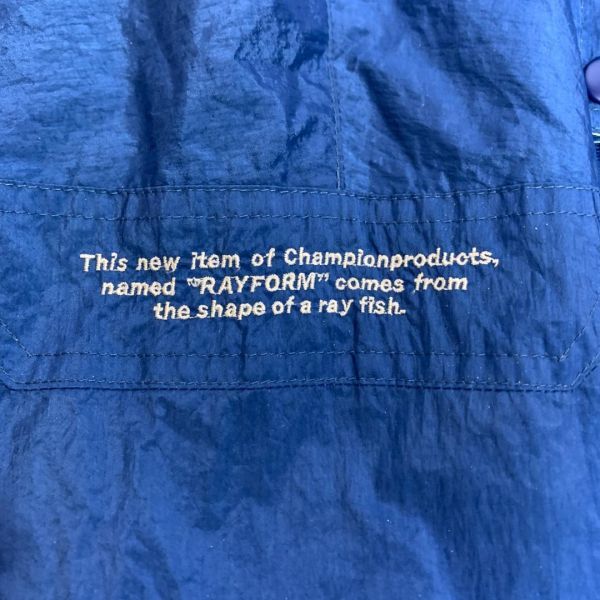 This new item of Championproducts,
named "RAYFORM" comes from
the shape of a ray fish.